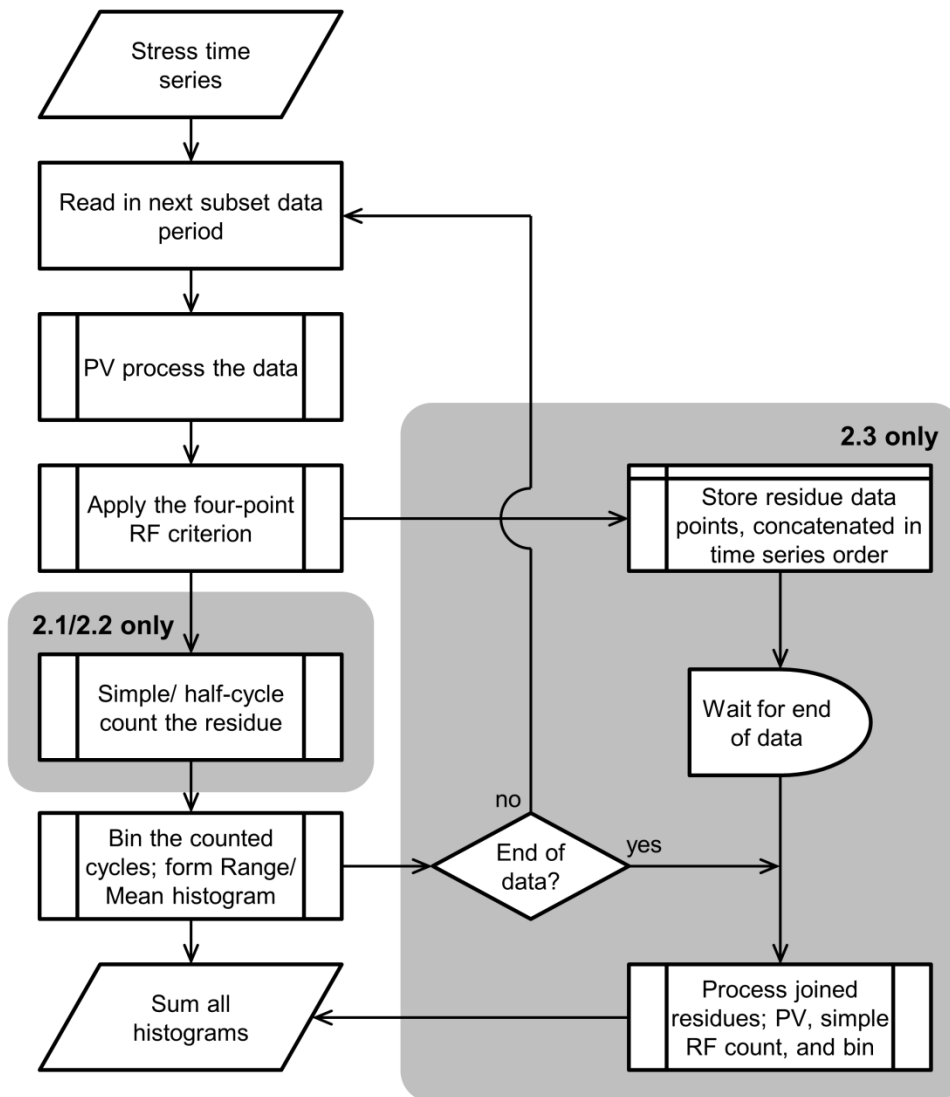 Stress time
series
Read in next subset data
period
PV process the data
2.3 only
Apply the four-point
RF criterion
Store residue data
points, concatenated in
time series order
2.1/2.2 only
Simple/ half-cycle
count the residue
Wait for end
of data
no
Bin the counted
cycles; form Range/
Mean histogram
End of
data?
yes
Sum all
histograms
Process joined
residues; PV, simple
RF count, and bin